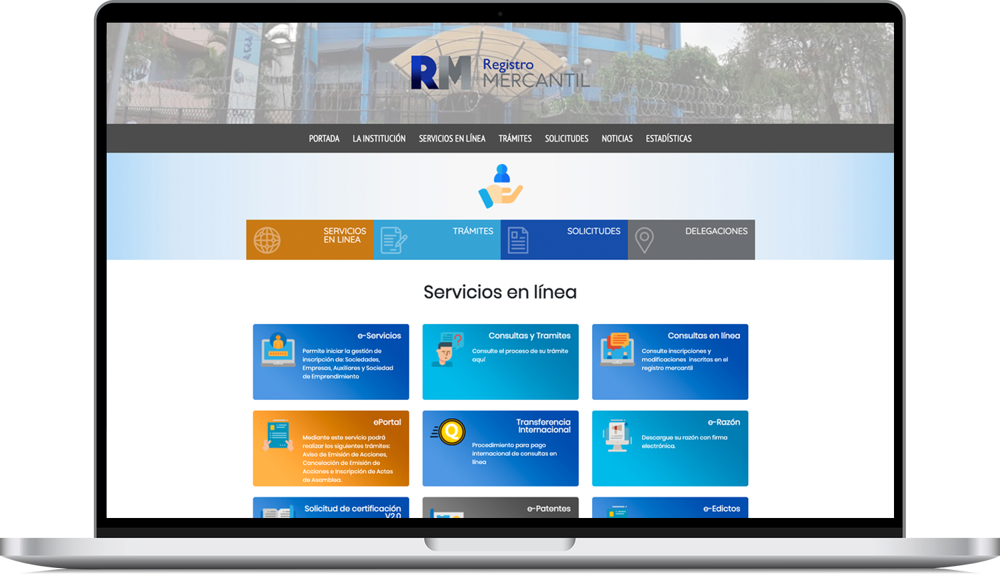 RM Registro
MERCANTIL
PORTADA LA INSTITUCIÓN SERVICIOS EN LÍNEA TRÁMITES SOLICITUDES NOTICIAS ESTADÍSTICAS
SERVICIOS
EN LINEA
TRÁMITES
SOLICITUDES
DELEGACIONES
Servicios en línea
e-Servicios
Permite iniciar la gestión de
inscripción de: Sociedades,
Empresas, Auxiliares y Sociedad
de Emprendimiento
Consultas y Tramites
Consulte el proceso de su trámite
aquí
Consultas en línea
Consulte inscripciones y
modificaciones inscritas en el
registro mercantil
ePortal
Mediante este servicio podrá
realizar los siguientes trámites:
Aviso de Emisión de Acciones,
Cancelación de Emisión de
Acciones e Inscripción de Actas
de Asamblea.
Transferencia
Internacional
Procedimiento para pago
internacional de consultas en
línea
e-Razón
Descargue su razón con firma
electrónica.
Solicitud de certificación
V2.0
e-Patentes
e-Edictos